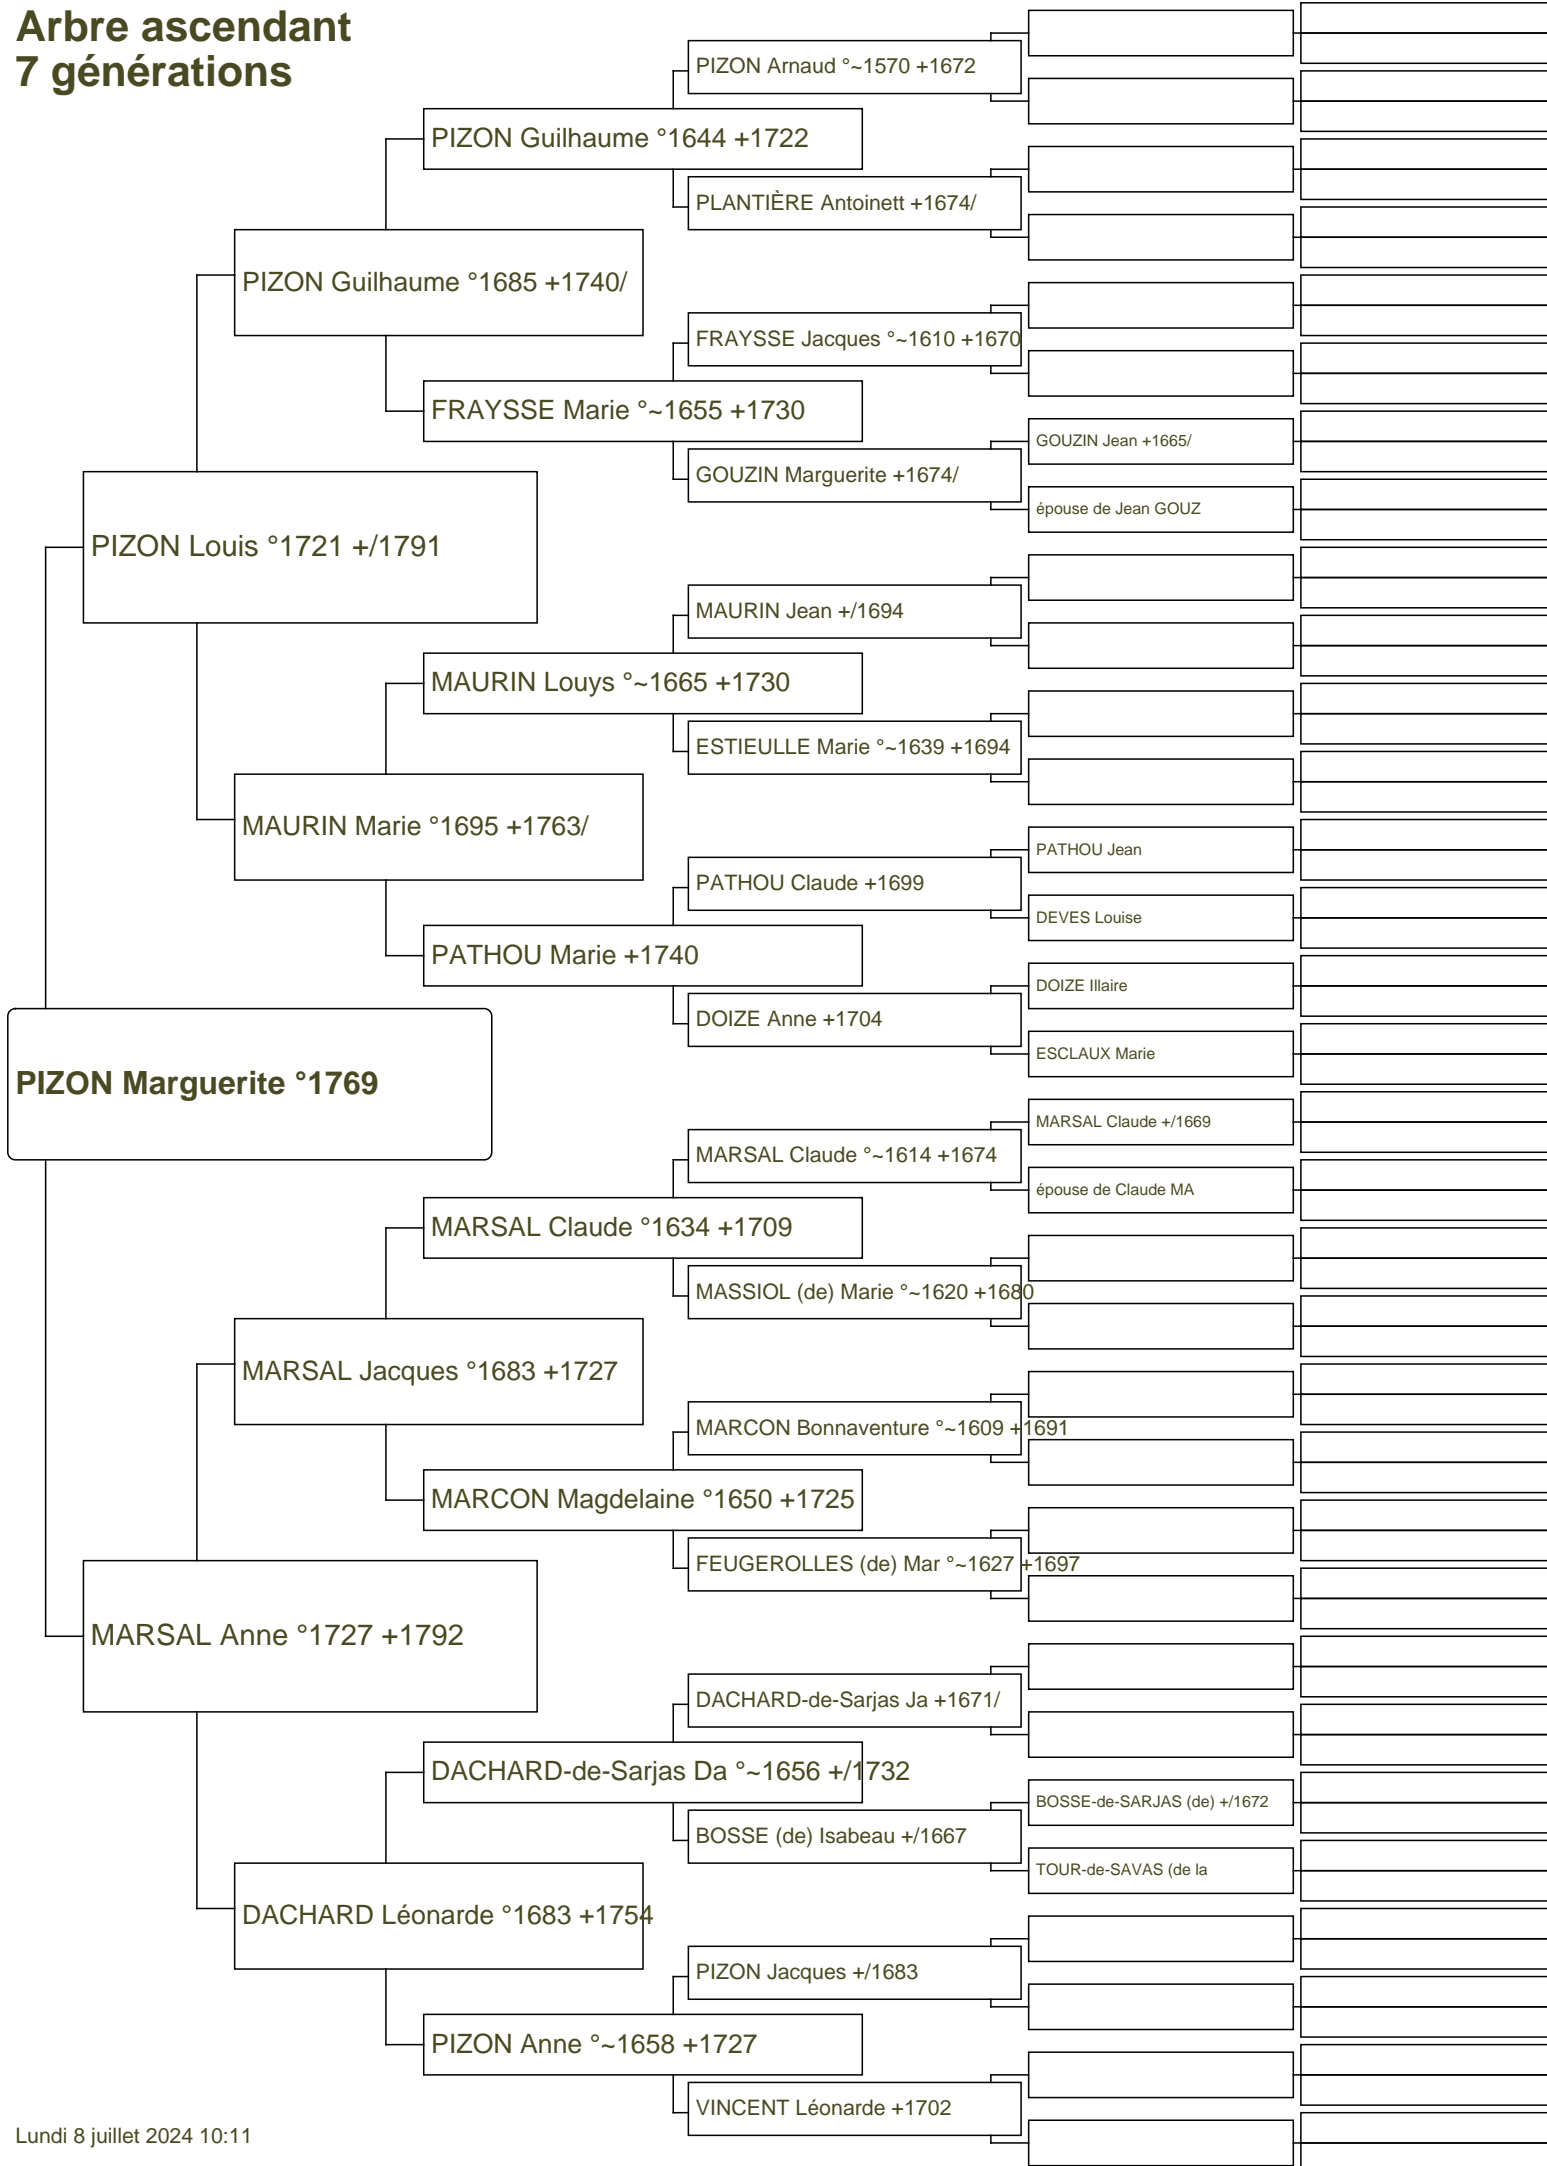 Arbre ascendant
7 générations
PIZON Arnaud °~1570 +1672
PIZON Guilhaume °1644 +1722
PLANTIÈRE Antoinett +1674/
PIZON Guilhaume °1685 +1740/
FRAYSSE Jacques °~1610 +1670
FRAYSSE Marie °~1655 +1730
GOUZIN Jean +1665/
GOUZIN Marguerite +1674/
épouse de Jean GOUZ
PIZON Louis °1721 +/1791
MAURIN Jean +/1694
MAURIN Louys °~1665 +1730
ESTIEULLE Marie °~1639 +1694
MAURIN Marie °1695 +1763/
PATHOU Jean
PATHOU Claude +1699
DEVES Louise
PATHOU Marie +1740
DOIZE Illaire
DOIZE Anne +1704
ESCLAUX Marie
PIZON Marguerite °1769
MARSAL Claude +/1669
MARSAL Claude °~1614 +1674
épouse de Claude MA
MARSAL Claude °1634 +1709
MASSIOL (de) Marie °~1620 +1680
MARSAL Jacques °1683 +1727
MARCON Bonnaventure °~1609 +1691
MARCON Magdelaine °1650 +1725
FEUGEROLLES (de) Mar °~1627 +1697
MARSAL Anne °1727 +1792
DACHARD-de-Sarjas Ja +1671/
DACHARD-de-Sarjas Da °~1656 +/1732
BOSSE-de-SARJAS (de) +/1672
BOSSE (de) Isabeau +/1667
TOUR-de-SAVAS (de la
DACHARD Léonarde °1683 +1754
PIZON Jacques +/1683
PIZON Anne °~1658 +1727
VINCENT Léonarde +1702
Lundi 8 juillet 2024 10:11